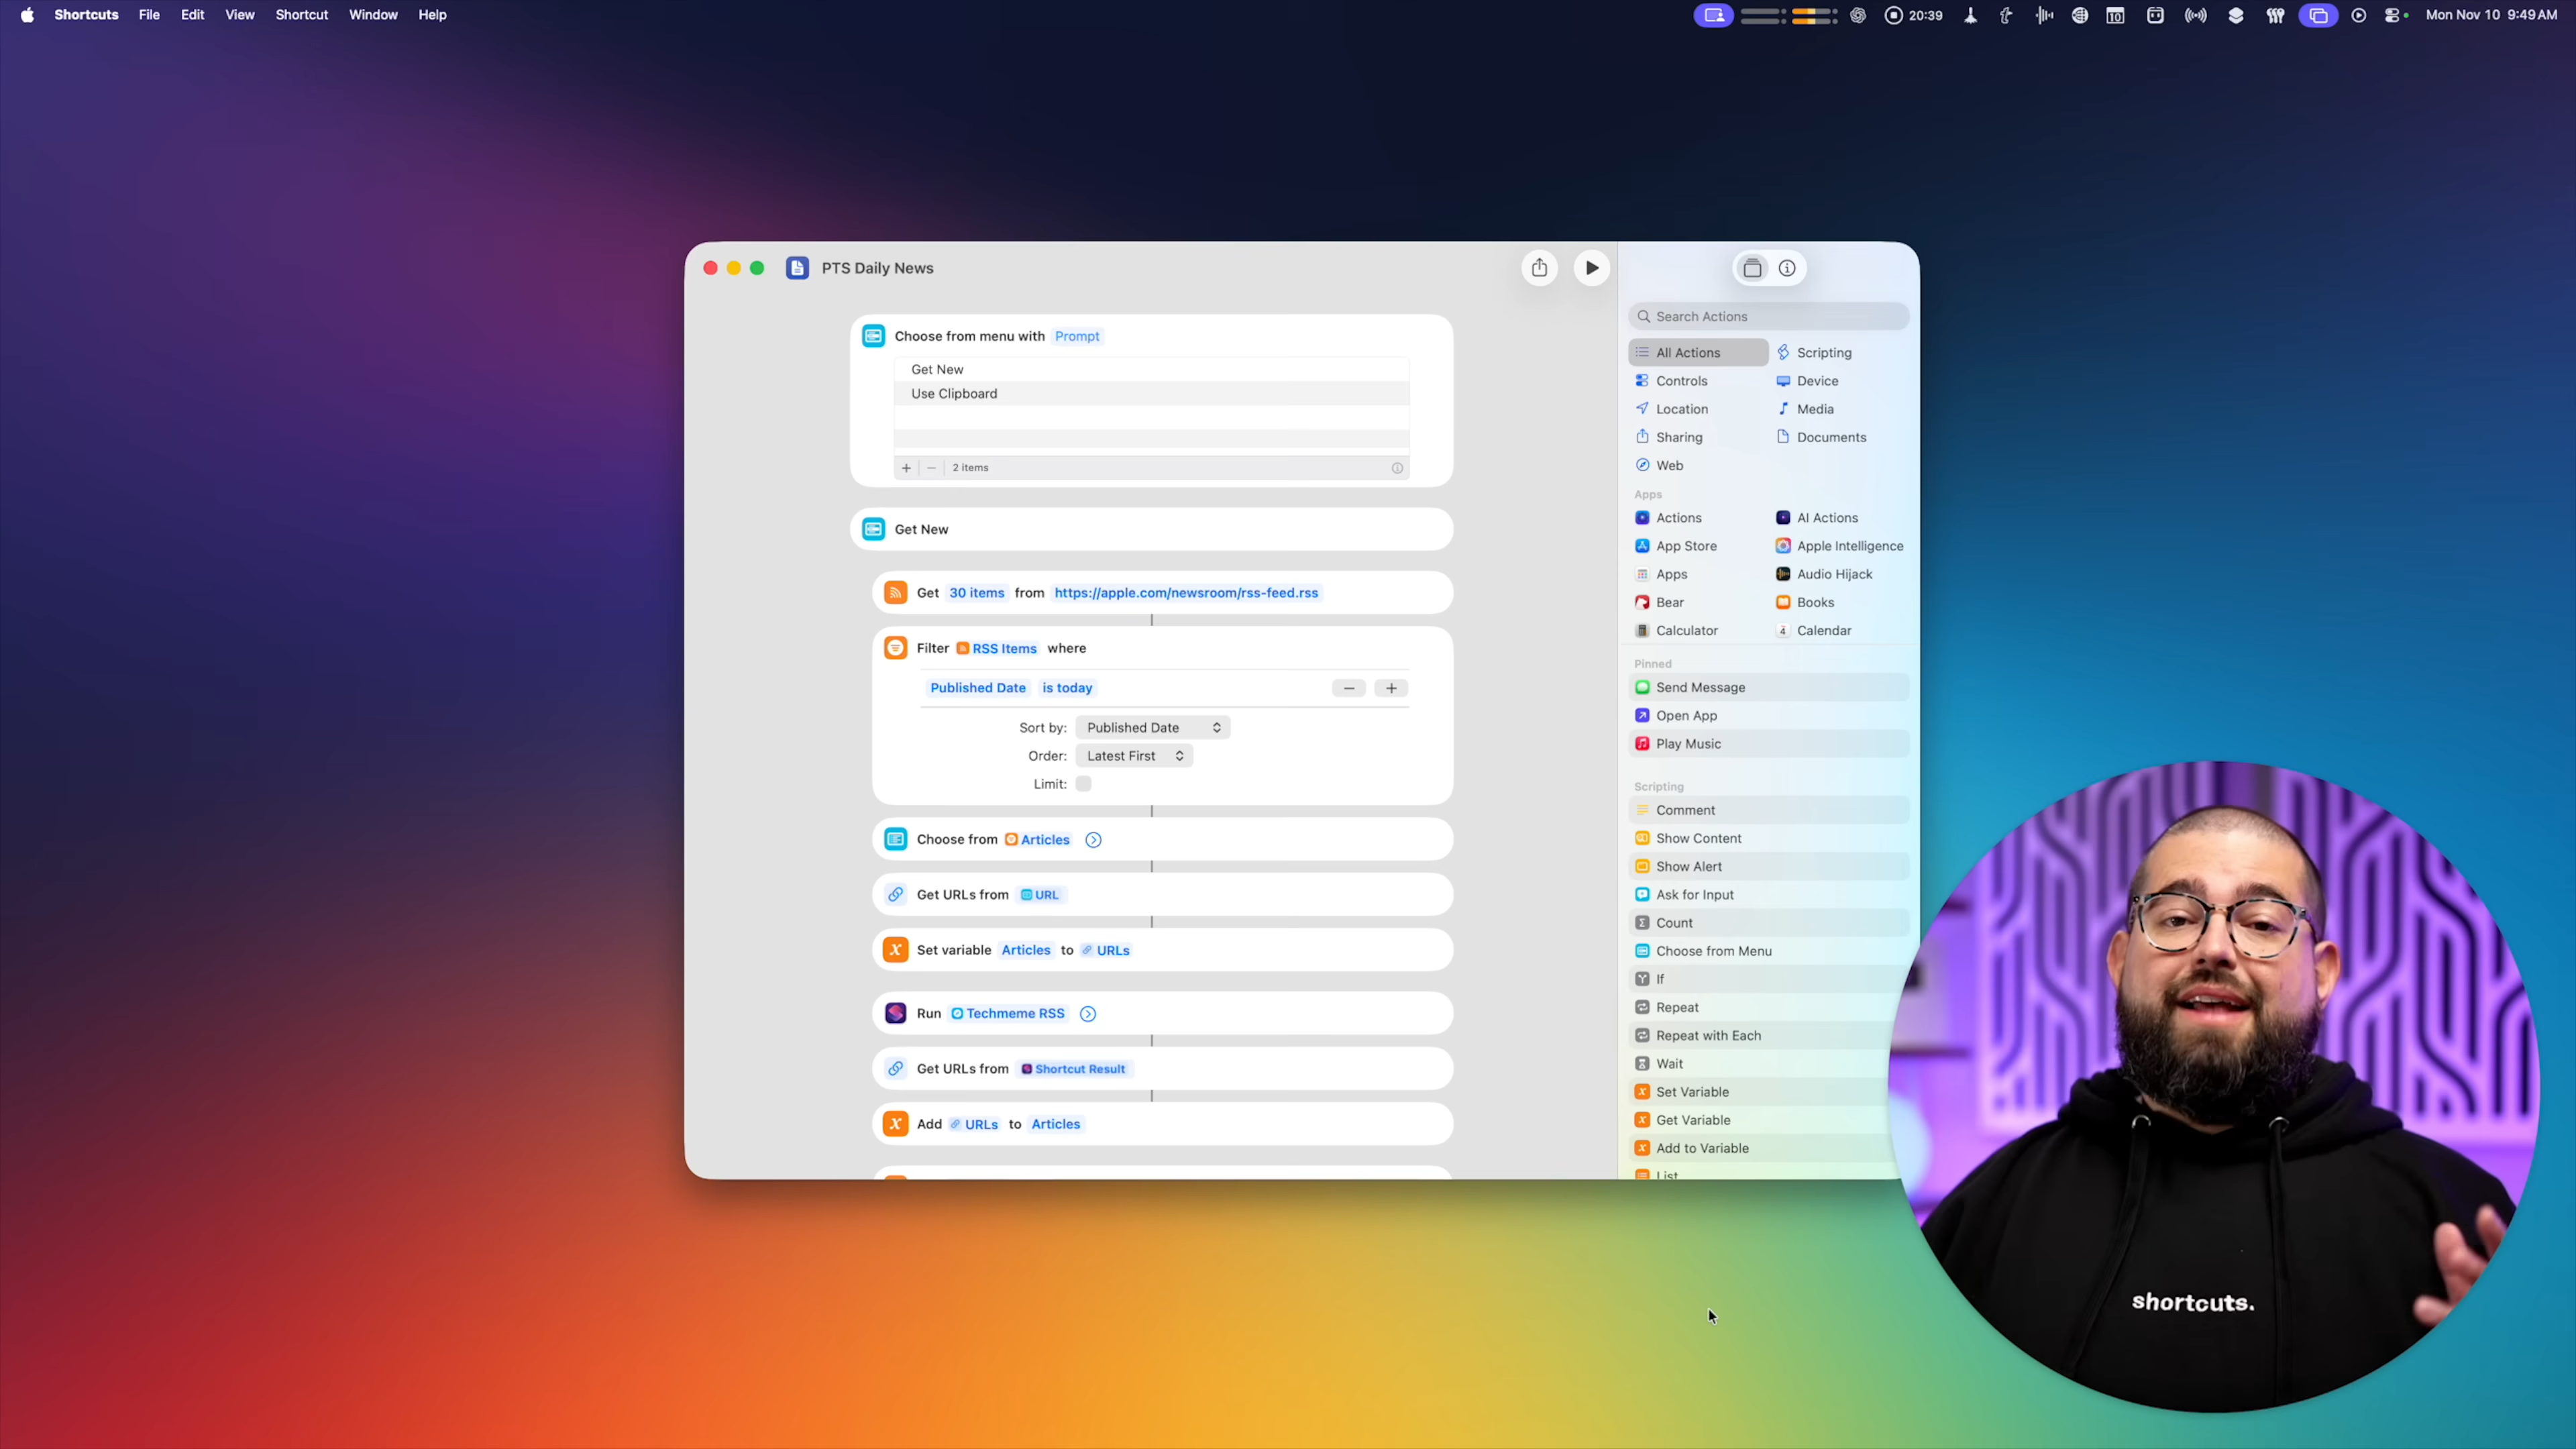 Shortcuts File Edit View Shortcut Window Help
20:39
10
Mon Nov 10 9:49 AM
PTS Daily News
Choose from menu with Prompt
Get New
Use Clipboard
+ − 2 items
Get New
Get 30 items from https://apple.com/newsroom/rss-feed.rss
Filter RSS Items where
Published Date is today
Sort by: Published Date
Order: Latest First
Limit:
Choose from Articles
Get URLs from URL
Set variable Articles to URLs
Run Techmeme RSS
Get URLs from Shortcut Result
Add URLs to Articles
Search Actions
All Actions Scripting
Controls Device
Location Media
Sharing Documents
Web
Apps
Actions AI Actions
App Store Apple Intelligence
Apps Audio Hijack
Bear Books
Calculator Calendar
Pinned
Send Message
Open App
Play Music
Scripting
Comment
Show Content
Show Alert
Ask for Input
Count
Choose from Menu
If
Repeat
Repeat with Each
Wait
Set Variable
Get Variable
Add to Variable
List
shortcuts.